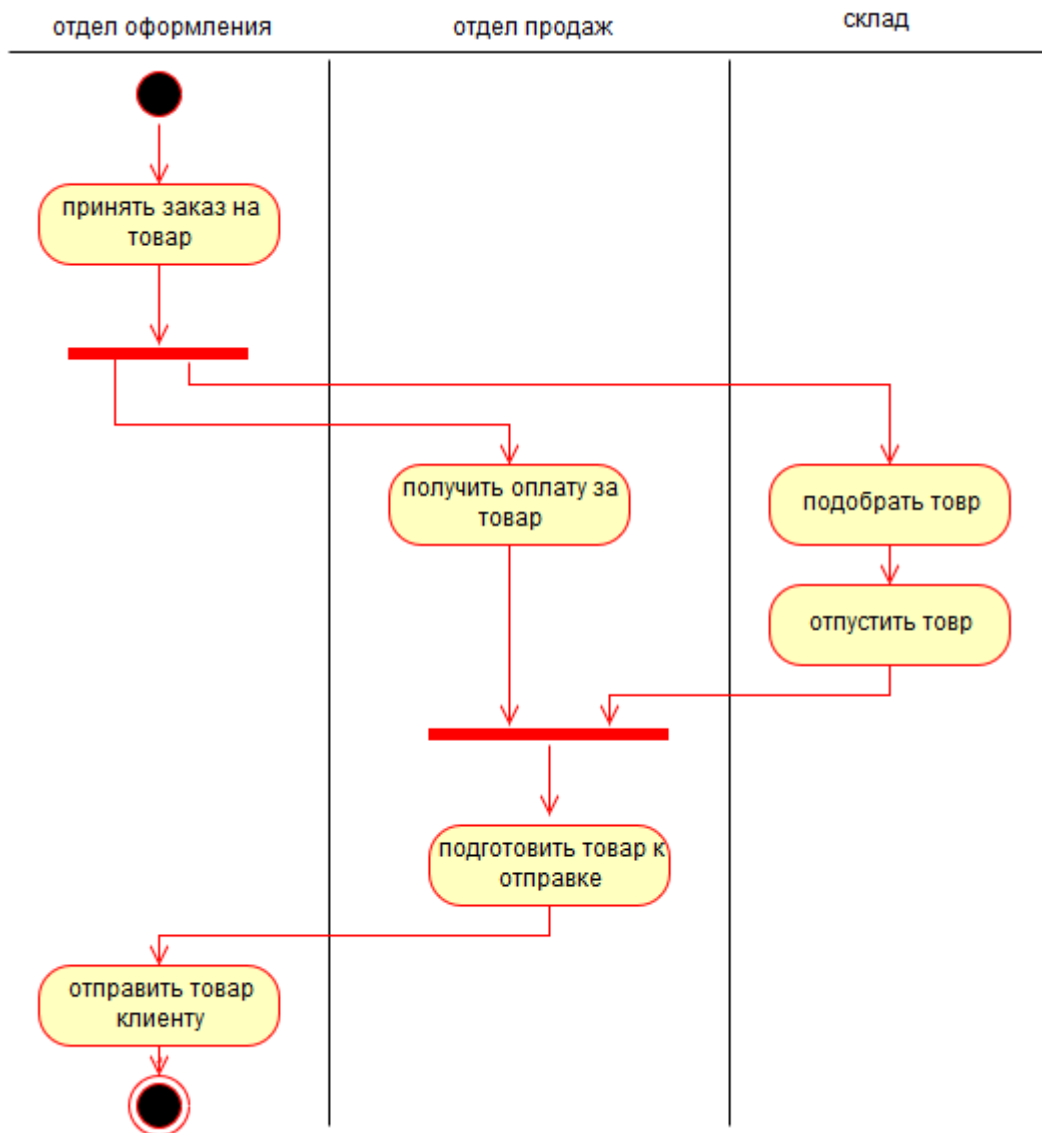 отдел оформления
отдел продаж
склад
принять заказ на
товар
получить оплату за
товар
подобрать товр
отпустить товр
подготовить товар к
отправке
отправить товар
клиенту